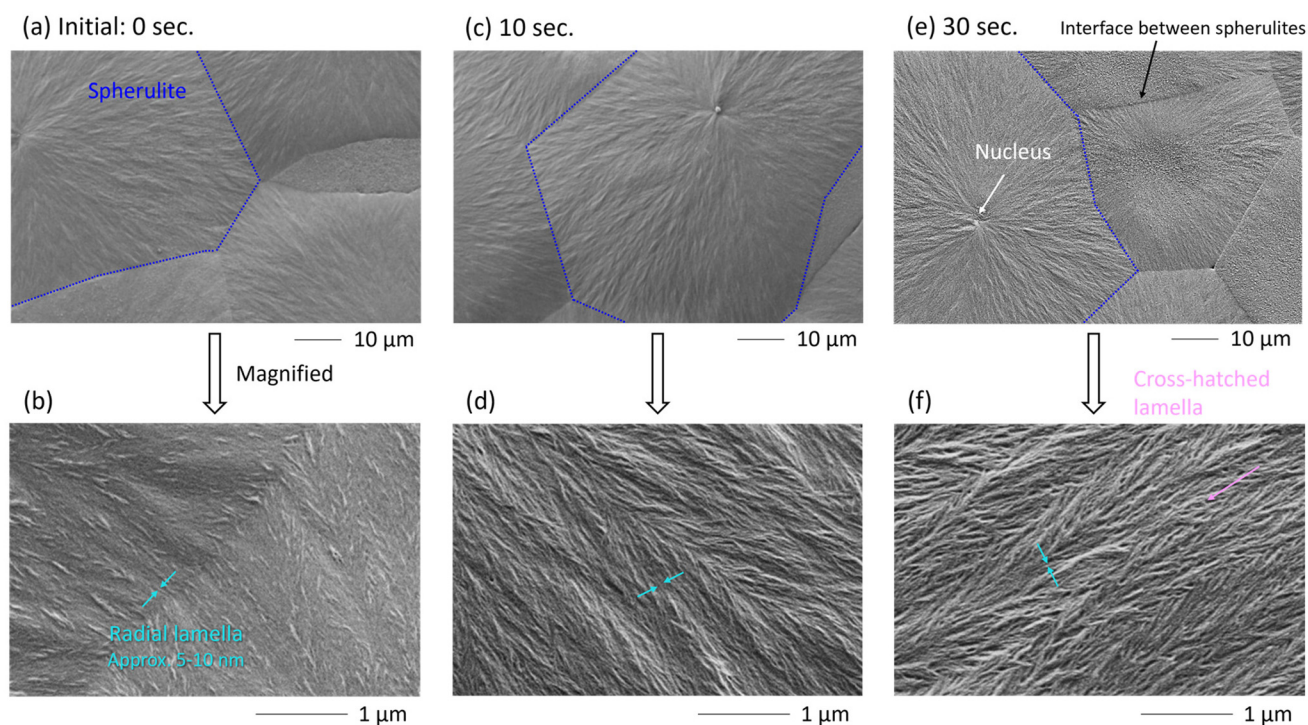 (a) Initial: 0 sec.
(c) 10 sec.
(e) 30 sec.
Interface between spherulites
Spherulite
Nucleus
10 µm
10 µm
10 µm
Magnified
Cross-hatched
lamella
(b)
(d)
(f)
Radial lamella
Approx. 5-10 nm
1 µm
1 µm
1 µm